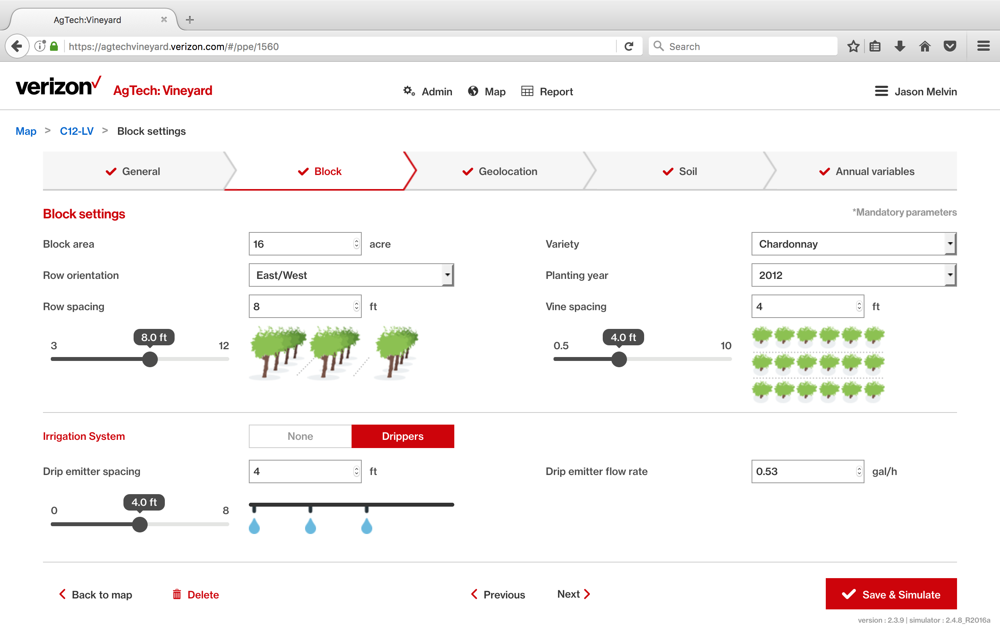 AgTech:Vineyard
https://agtechvineyard.verizon.com/#/ppe/1560
Search
verizon AgTech: Vineyard
Admin Map Report
Jason Melvin
Map > C12-LV > Block settings
General Block Geolocation Soil Annual variables
Block settings
*Mandatory parameters
Block area 16 acre
Variety Chardonnay
Row orientation East/West
Planting year 2012
Row spacing 8 ft
Vine spacing 4 ft
3 8.0 ft 12
0.5 4.0 ft 10
Irrigation System None Drippers
Drip emitter spacing 4 ft
Drip emitter flow rate 0.53 gal/h
0 4.0 ft 8
Back to map Delete Previous Next Save & Simulate
version : 2.3.9 | simulator : 2.4.8_R2016a